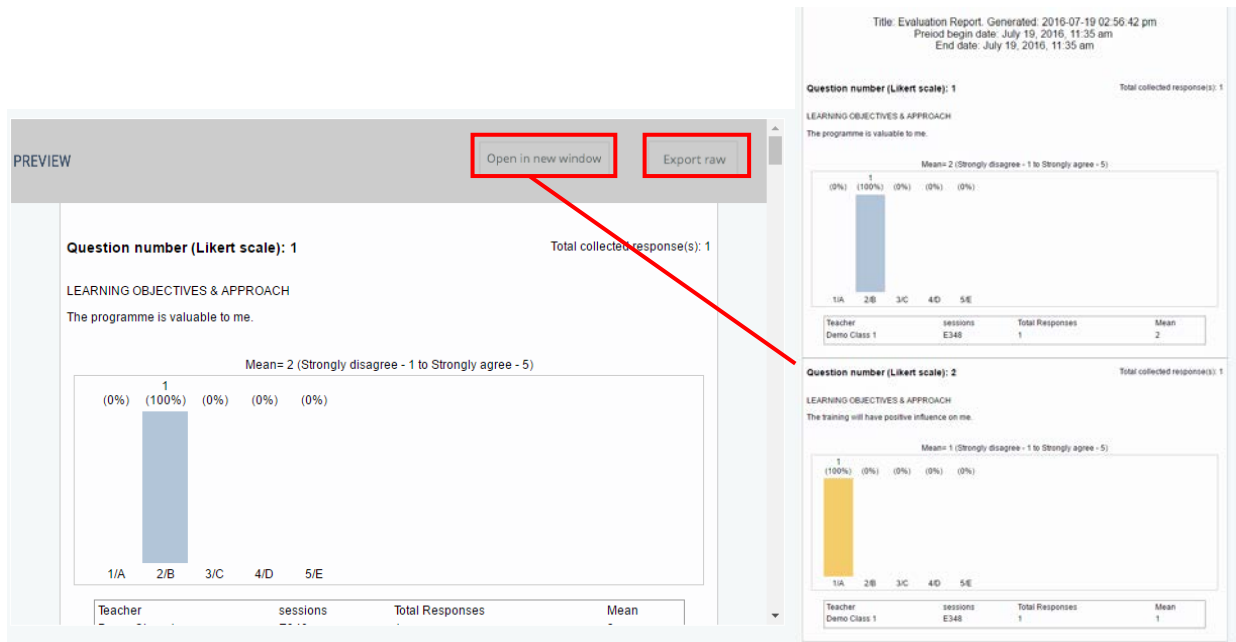 PREVIEW
Open in new window
Export raw
Question number (Likert scale): 1
Total collected response(s): 1
LEARNING OBJECTIVES & APPROACH
The programme is valuable to me.
Mean= 2 (Strongly disagree - 1 to Strongly agree - 5)
1
(0%) (100%) (0%) (0%) (0%)
1/A 2/B 3/C 4/D 5/E
Teacher sessions Total Responses Mean
Title: Evaluation Report. Generated: 2016-07-19 02:56:42 pm
Preiod begin date: July 19, 2016, 11:35 am
End date: July 19, 2016, 11:35 am
Question number (Likert scale): 1
Total collected response(s): 1
LEARNING OBJECTIVES & APPROACH
The programme is valuable to me.
Mean= 2 (Strongly disagree - 1 to Strongly agree - 5)
1
(0%) (100%) (0%) (0%) (0%)
1/A 2/B 3/C 4/D 5/E
Teacher sessions Total Responses Mean
Demo Class 1 E348 1 2
Question number (Likert scale): 2
Total collected response(s): 1
LEARNING OBJECTIVES & APPROACH
The training will have positive influence on me.
Mean= 1 (Strongly disagree - 1 to Strongly agree - 5)
1
(100%) (0%) (0%) (0%) (0%)
1/A 2/B 3/C 4/D 5/E
Teacher sessions Total Responses Mean
Demo Class 1 E348 1 1